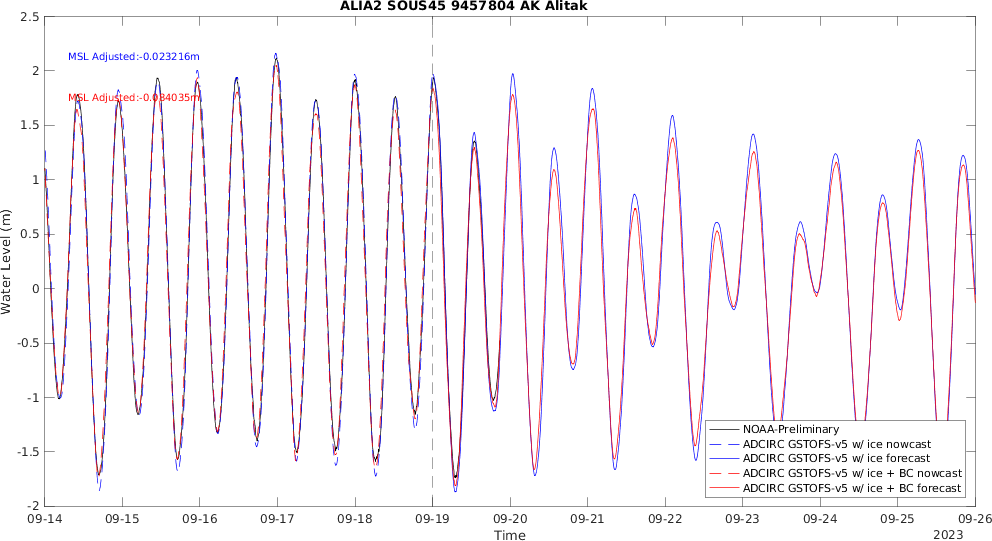 ALIA2 SOUS45 9457804 AK Alitak
2.5
2
1.5
1
0.5
0
-0.5
-1
-1.5
-2
Water Level (m)
MSL Adjusted:-0.023216m
MSL Adjusted:-0.034035m
NOAA-Preliminary
ADCIRC GSTOFS-v5 w/ ice nowcast
ADCIRC GSTOFS-v5 w/ ice forecast
ADCIRC GSTOFS-v5 w/ ice + BC nowcast
ADCIRC GSTOFS-v5 w/ ice + BC forecast
09-14 09-15 09-16 09-17 09-18 09-19 09-20 09-21 09-22 09-23 09-24 09-25 09-26
Time
2023